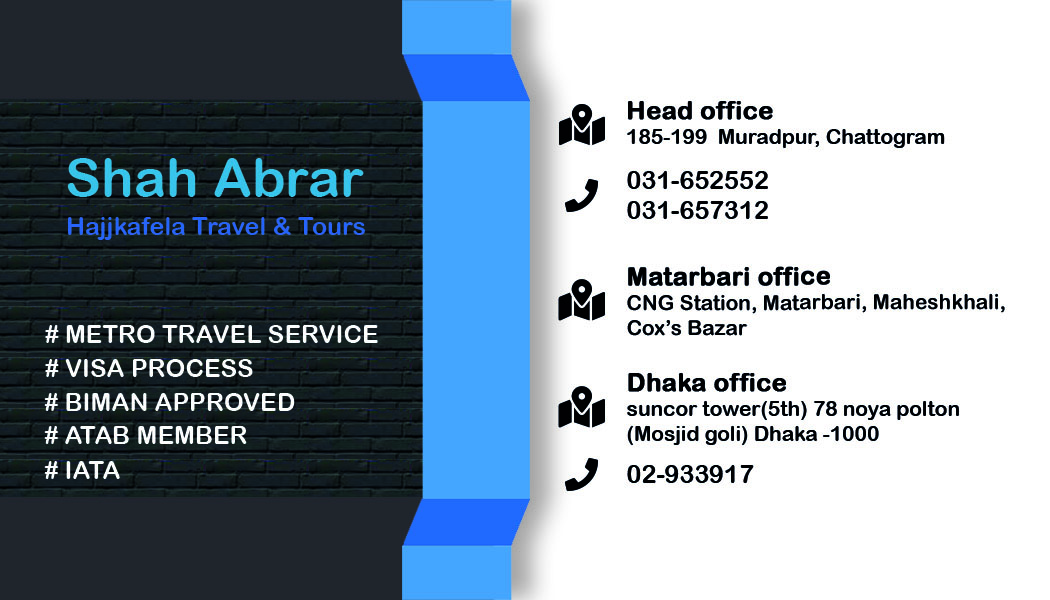 Shah Abrar
Hajjkafela Travel & Tours
# METRO TRAVEL SERVICE
# VISA PROCESS
# BIMAN APPROVED
# ATAB MEMBER
# IATA
Head office
185-199 Muradpur, Chattogram
031-652552
031-657312
Matarbari office
CNG Station, Matarbari, Maheshkhali,
Cox’s Bazar
Dhaka office
suncor tower(5th) 78 noya polton
(Mosjid goli) Dhaka -1000
02-933917